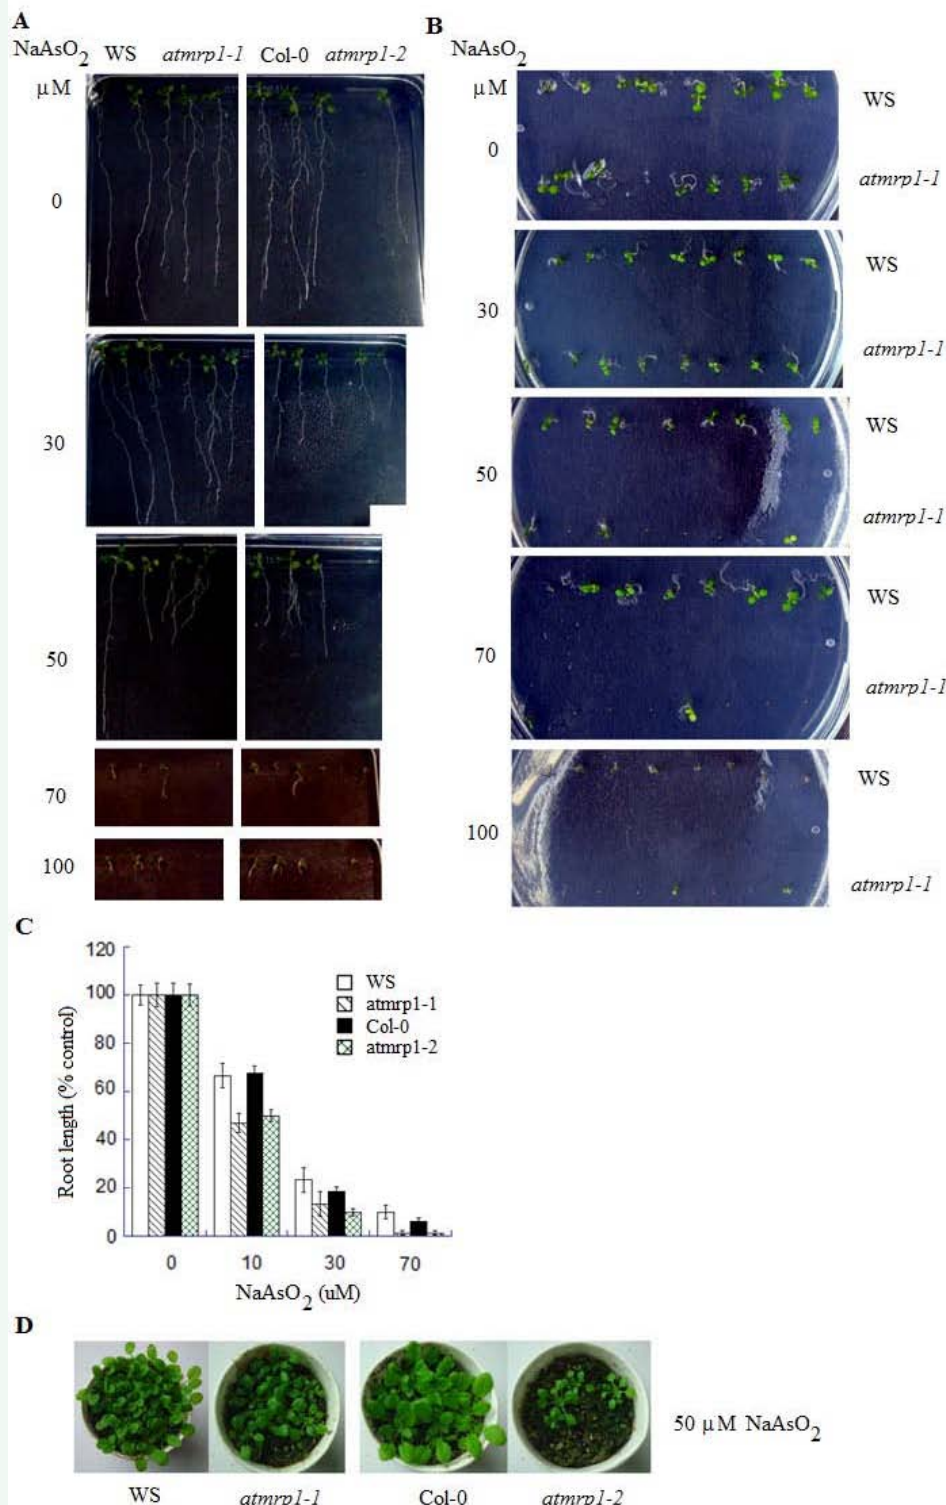 A
NaAsO2 WS atmrp1-1 Col-0 atmrp1-2
μM
0
30
50
70
100
B
NaAsO2
μM
WS
0
atmrp1-1
WS
30
atmrp1-1
WS
50
atmrp1-1
WS
70
atmrp1-1
WS
100
atmrp1-1
C
Root length (% control)
120
100
80
60
40
20
0
WS
atmrp1-1
Col-0
atmrp1-2
0 10 30 70
NaAsO2 (uM)
D
50 μM NaAsO2
WS atmrp1-1 Col-0 atmrp1-2